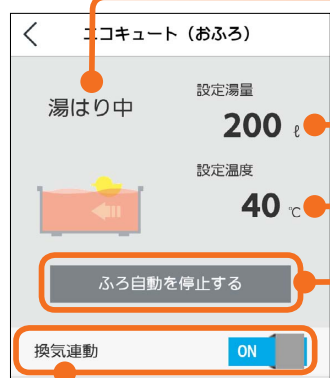 エコキュート（おふろ）
湯はり中
設定湯量
200 ℓ
設定温度
40 ℃
ふろ自動を停止する
換気連動
ON